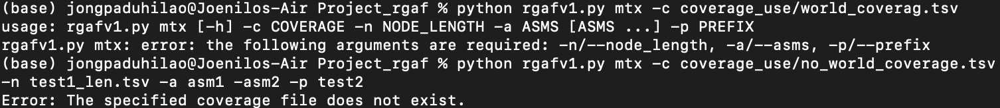 (base) jongpaduhilao@Joenilos-Air Project_rgaf % python rgafv1.py mtx -c coverage_use/world_coverag.tsv
usage: rgafv1.py mtx [-h] -c COVERAGE -n NODE_LENGTH -a ASMS [ASMS ...] -p PREFIX
rgafv1.py mtx: error: the following arguments are required: -n/--node_length, -a/--asms, -p/--prefix
(base) jongpaduhilao@Joenilos-Air Project_rgaf % python rgafv1.py mtx -c coverage_use/no_world_coverage.tsv
-n test1_len.tsv -a asm1 -asm2 -p test2
Error: The specified coverage file does not exist.